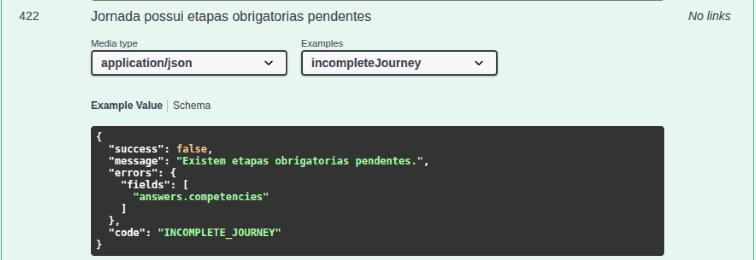 422 Jornada possui etapas obrigatorias pendentes No links
Media type Examples
application/json incompleteJourney
Example Value Schema
{
  "success": false,
  "message": "Existem etapas obrigatorias pendentes.",
  "errors": {
    "fields": [
      "answers.competencies"
    ]
  },
  "code": "INCOMPLETE_JOURNEY"
}